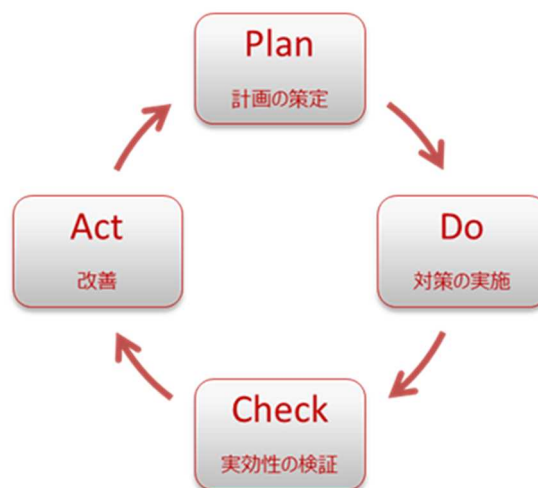 Plan
計画の策定
Do
対策の実施
Check
実効性の検証
Act
改善